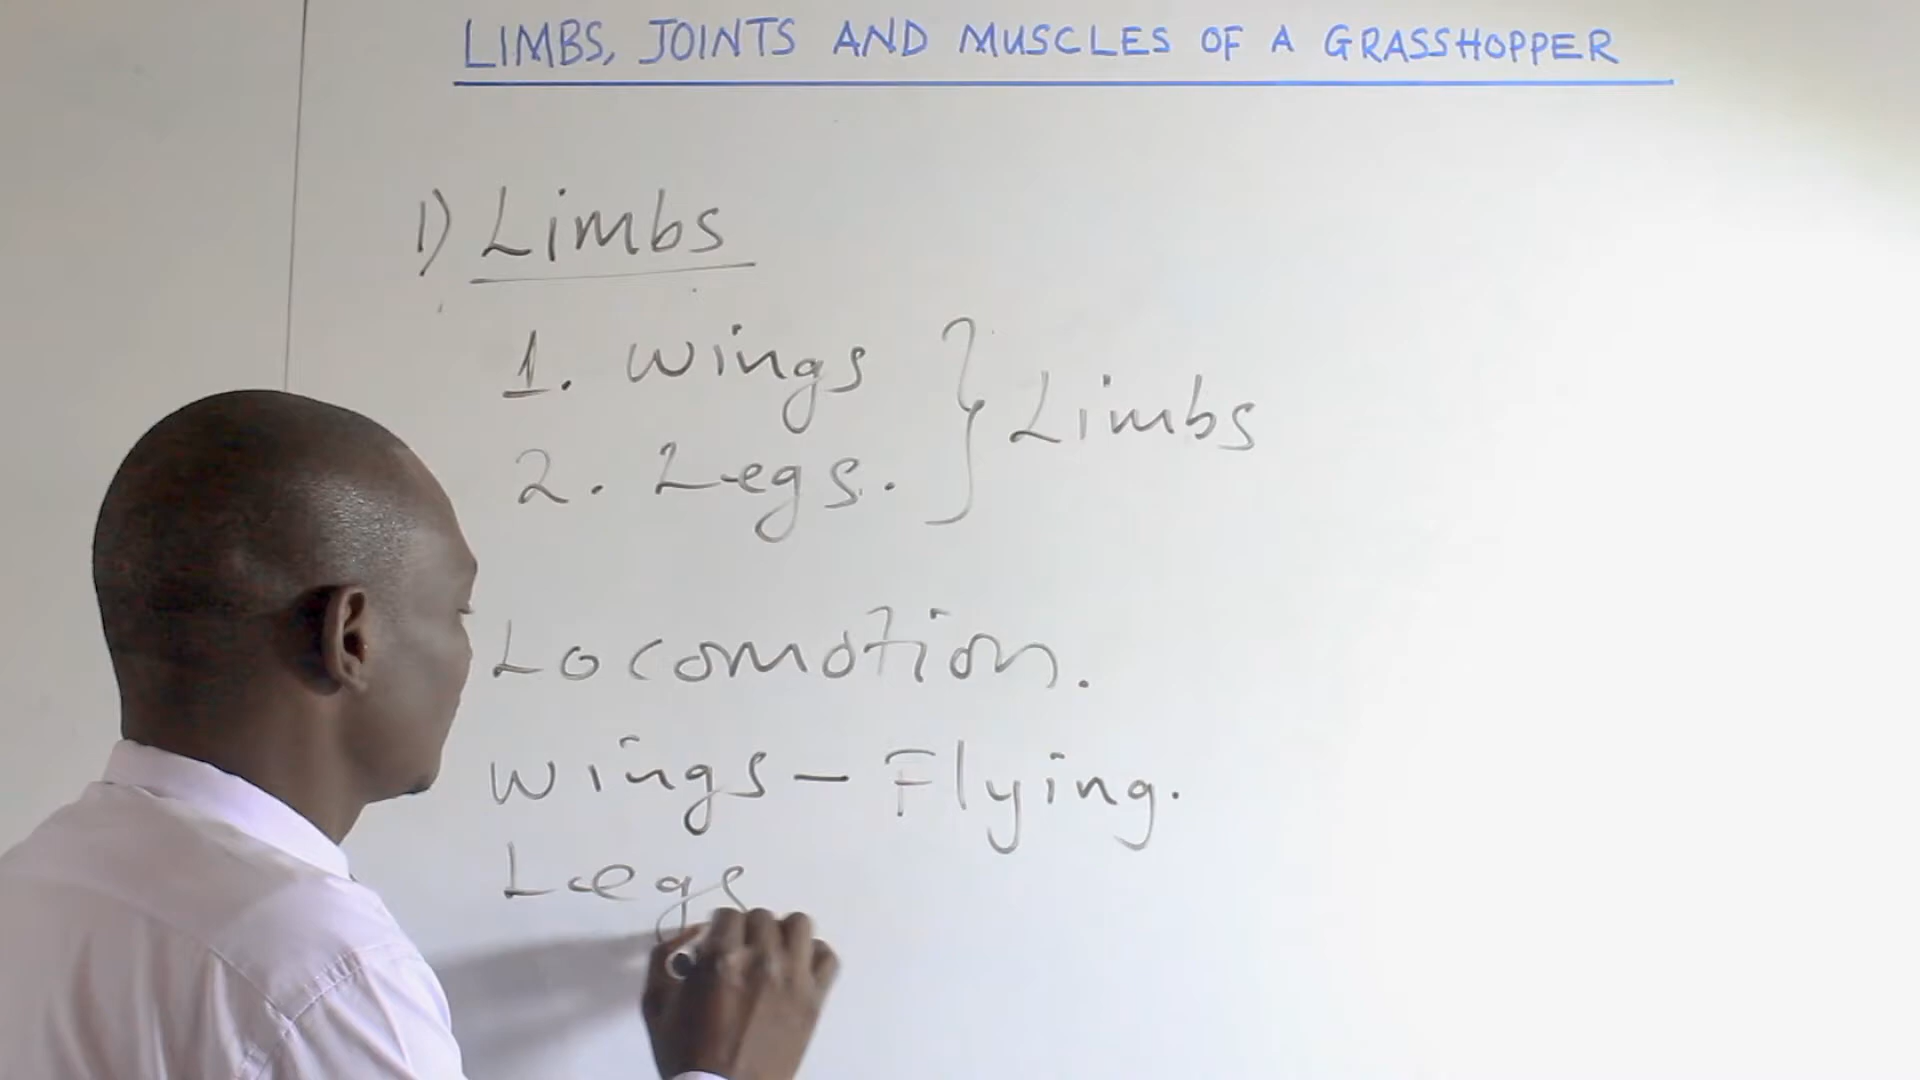 LIMBS, JOINTS AND MUSCLES OF A GRASSHOPPER
1) Limbs
1. Wings
2. Legs.
} Limbs
Locomotion.
Wings - Flying.
Legs